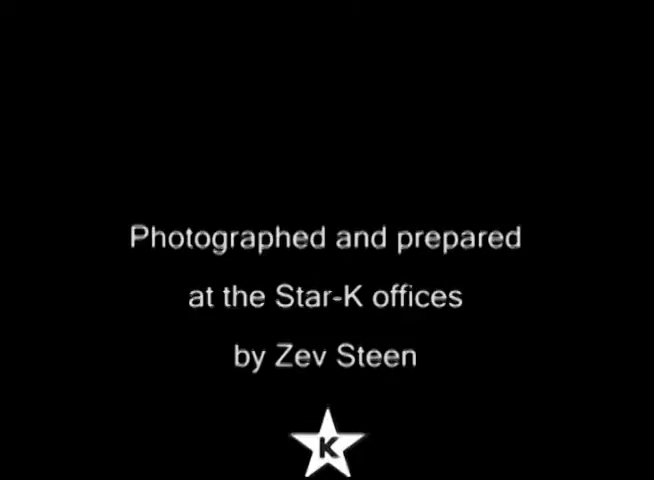 Photographed and prepared
at the Star-K offices
by Zev Steen
K